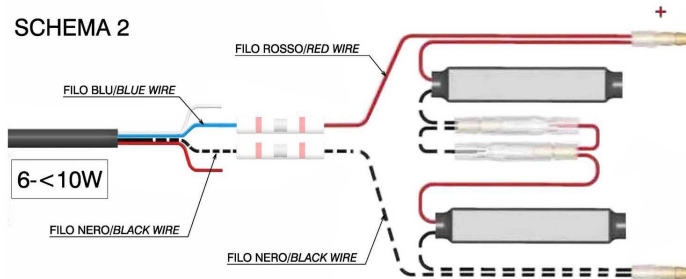 SCHEMA 2
+
FILO ROSSO/RED WIRE
FILO BLU/BLUE WIRE
6-<10W
FILO NERO/BLACK WIRE
FILO NERO/BLACK WIRE